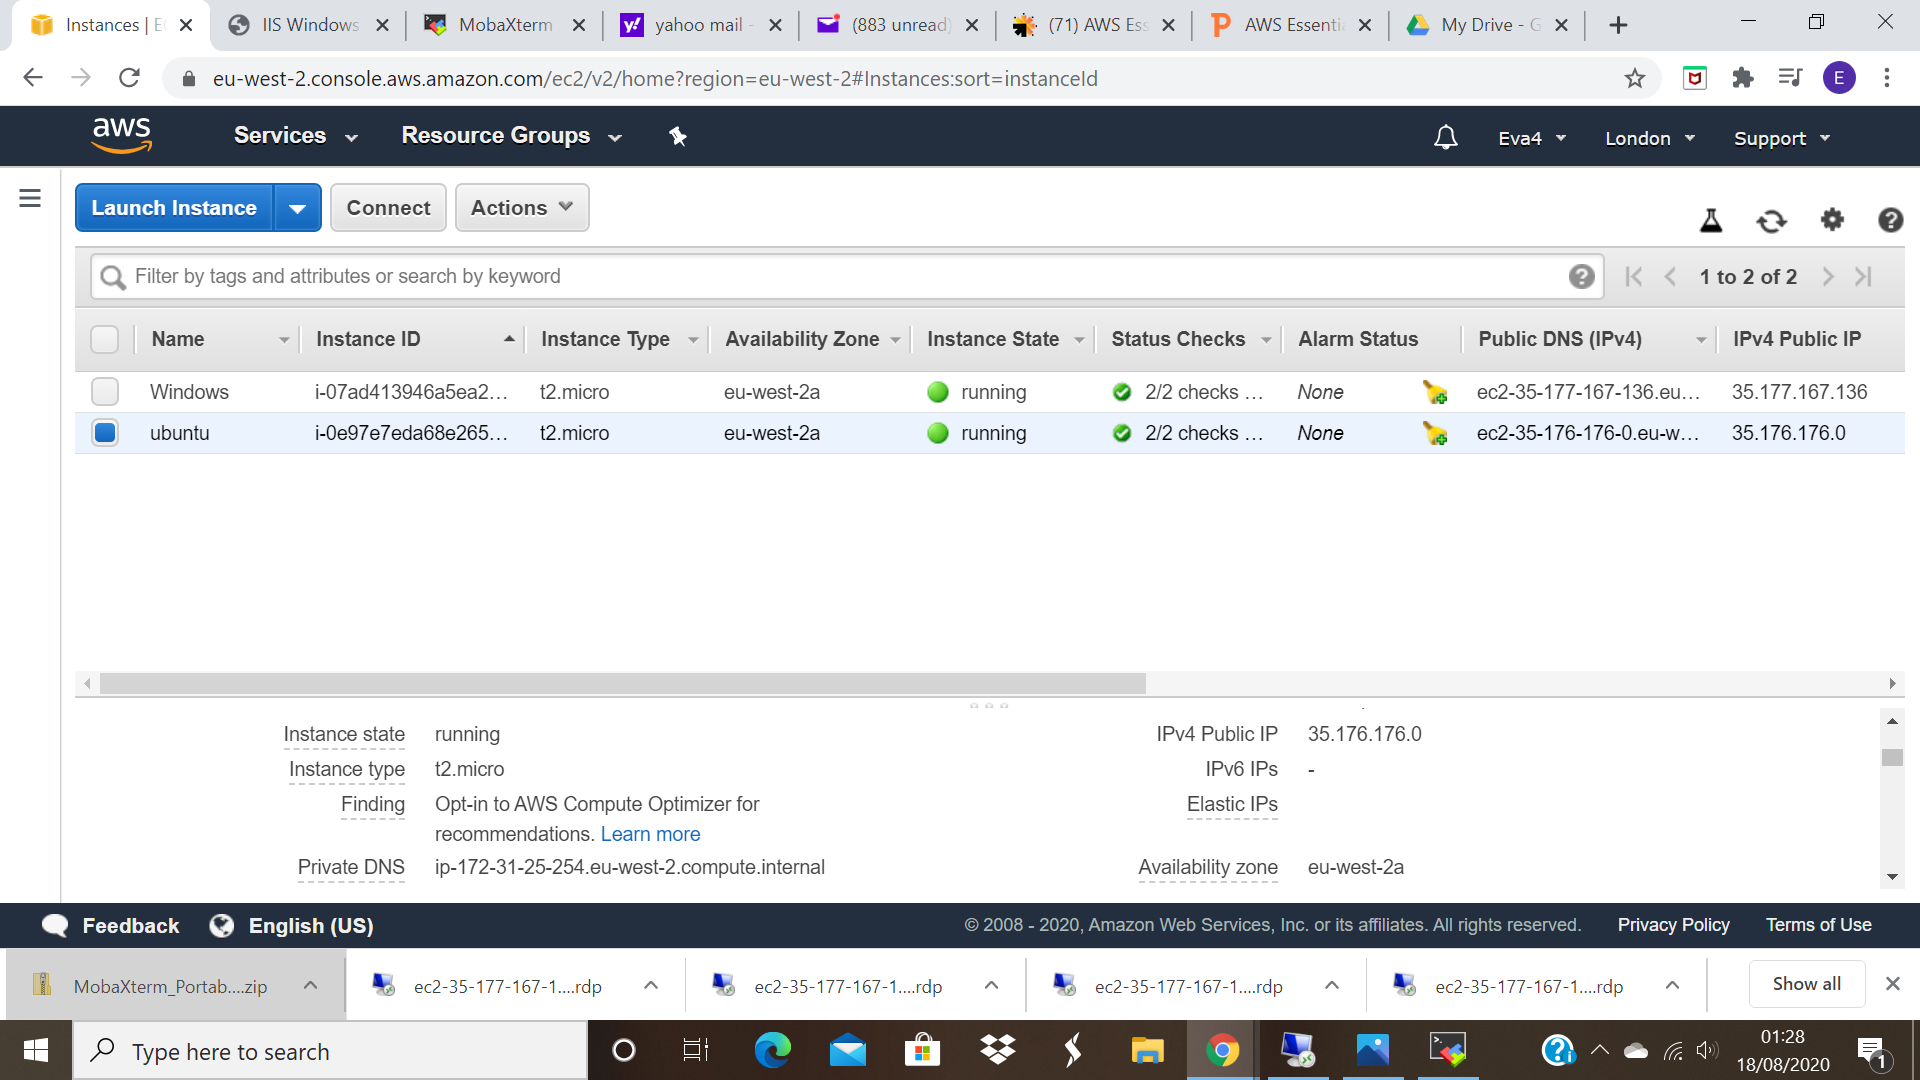 Instances | E
IIS Windows
MobaXterm
yahoo mail -
(883 unread)
(71) AWS Ess
AWS Essentia
My Drive - G
eu-west-2.console.aws.amazon.com/ec2/v2/home?region=eu-west-2#Instances:sort=instanceId
E
aws
Services
Resource Groups
Eva4
London
Support
Launch Instance
Connect
Actions
Filter by tags and attributes or search by keyword
1 to 2 of 2
Name Instance ID Instance Type Availability Zone Instance State Status Checks Alarm Status Public DNS (IPv4) IPv4 Public IP
Windows i-07ad413946a5ea2... t2.micro eu-west-2a running 2/2 checks ... None ec2-35-177-167-136.eu... 35.177.167.136
ubuntu i-0e97e7eda68e265... t2.micro eu-west-2a running 2/2 checks ... None ec2-35-176-176-0.eu-w... 35.176.176.0
Instance state running IPv4 Public IP 35.176.176.0
Instance type t2.micro IPv6 IPs -
Finding Opt-in to AWS Compute Optimizer for Elastic IPs
recommendations. Learn more
Private DNS ip-172-31-25-254.eu-west-2.compute.internal Availability zone eu-west-2a
Feedback English (US) © 2008 - 2020, Amazon Web Services, Inc. or its affiliates. All rights reserved. Privacy Policy Terms of Use
MobaXterm_Portab....zip
ec2-35-177-167-1....rdp
ec2-35-177-167-1....rdp
ec2-35-177-167-1....rdp
ec2-35-177-167-1....rdp
Show all
Type here to search
01:28
18/08/2020
1